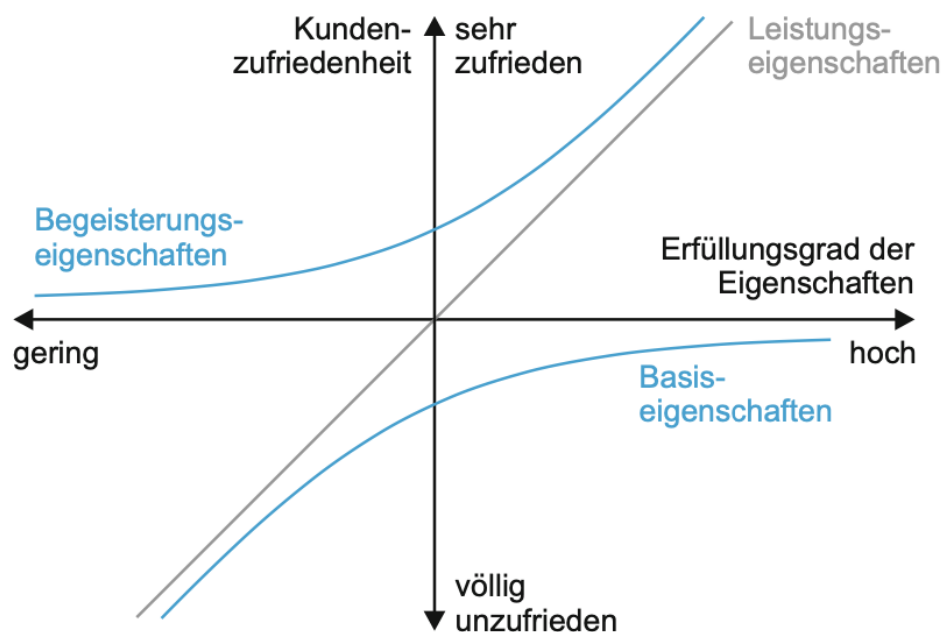 Kunden-
zufriedenheit
sehr
zufrieden
Leistungs-
eigenschaften
Begeisterungs-
eigenschaften
Erfüllungsgrad der
Eigenschaften
gering
hoch
Basis-
eigenschaften
völlig
unzufrieden